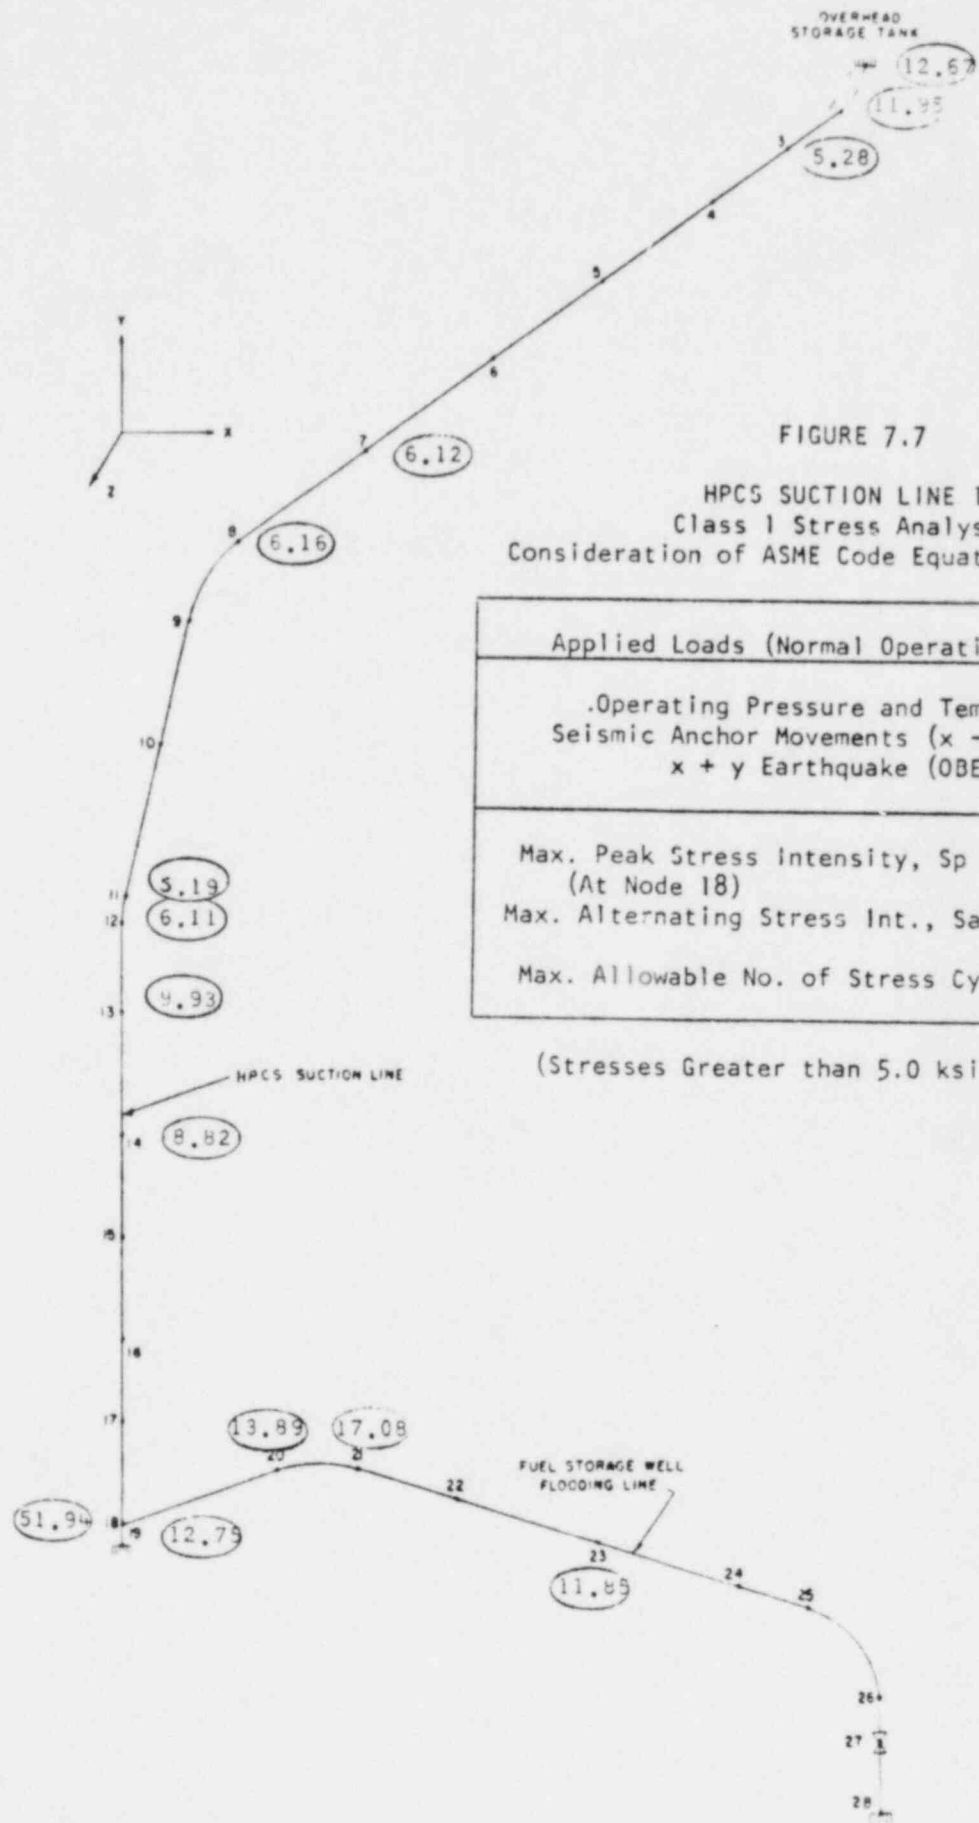 OVERHEAD
STORAGE TANK
12.67
11.95
3
5.28
4
5
6
7
6.12
Y
X
Z
8
6.16
9
10
11
5.19
12
6.11
13
9.93
HPCS SUCTION LINE
14
8.82
15
16
17
13.89
17.08
20
21
22
FUEL STORAGE WELL
FLOODING LINE
51.94
18
19
12.75
23
11.85
24
25
26
27
28
FIGURE 7.7
HPCS SUCTION LINE
Class 1 Stress Analys
Consideration of ASME Code Equat
Applied Loads (Normal Operati
.Operating Pressure and Tem
Seismic Anchor Movements (x -
x + y Earthquake (OBE
Max. Peak Stress Intensity, Sp
(At Node 18)
Max. Alternating Stress Int., Sa
Max. Allowable No. of Stress Cy
(Stresses Greater than 5.0 ksi